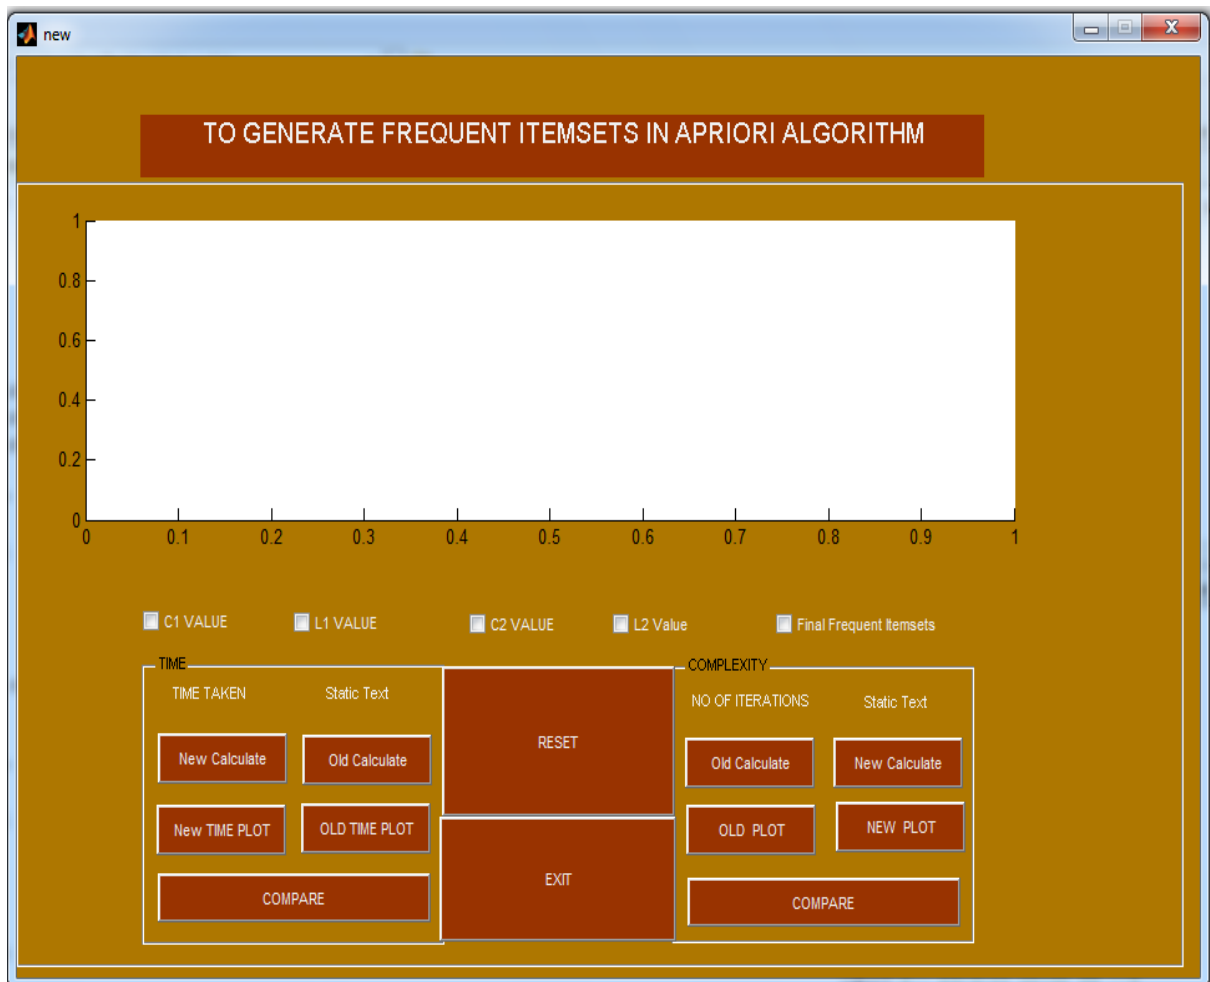 new
X
TO GENERATE FREQUENT ITEMSETS IN APRIORI ALGORITHM
1
0.8
0.6
0.4
0.2
0
0 0.1 0.2 0.3 0.4 0.5 0.6 0.7 0.8 0.9 1
C1 VALUE L1 VALUE C2 VALUE L2 Value Final Frequent Itemsets
TIME
TIME TAKEN Static Text
New Calculate Old Calculate
New TIME PLOT OLD TIME PLOT
COMPARE
RESET
EXIT
COMPLEXITY
NO OF ITERATIONS Static Text
Old Calculate New Calculate
OLD PLOT NEW PLOT
COMPARE